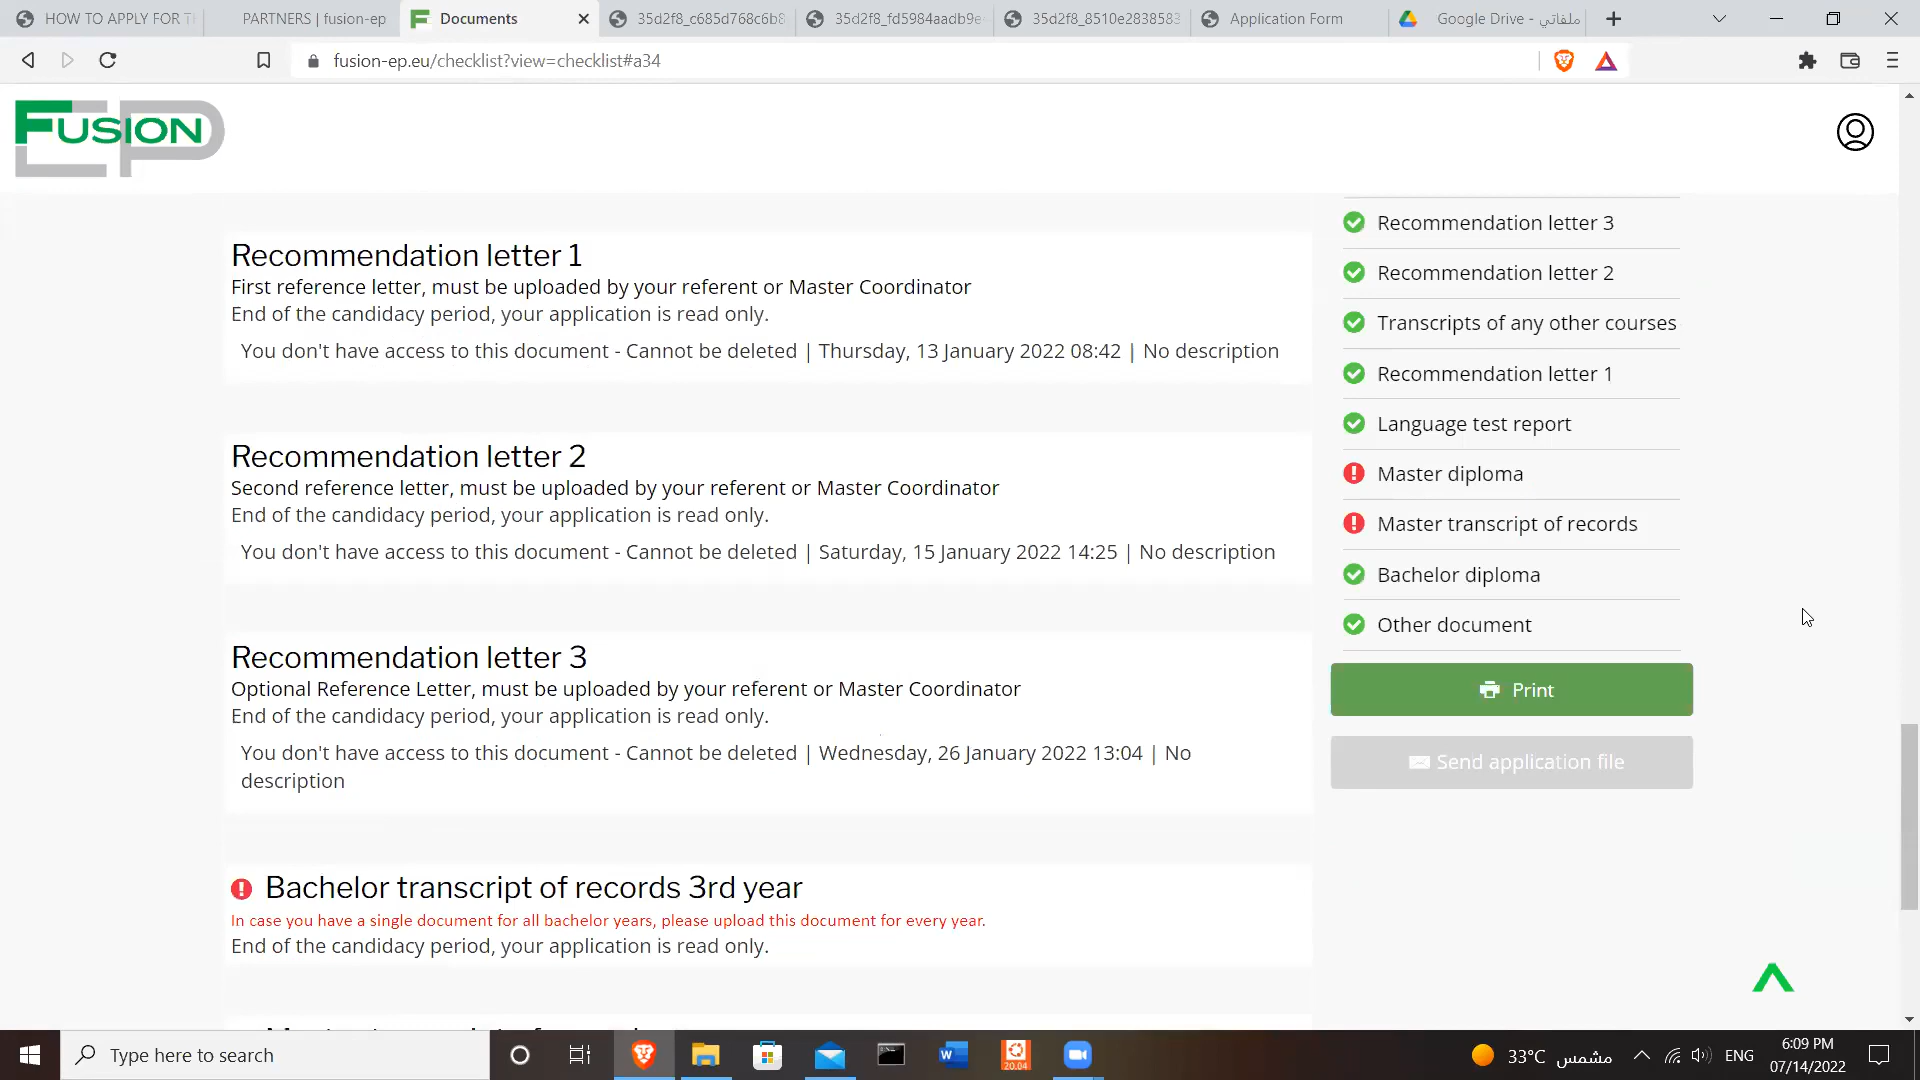 HOW TO APPLY FOR T
PARTNERS | fusion-ep
Documents
35d2f8_c685d768c6b8
35d2f8_fd5984aadb9e
35d2f8_8510e2838583
Application Form
ملفاتي - Google Drive
fusion-ep.eu/checklist?view=checklist#a34
FUSION
EP
Recommendation letter 1
First reference letter, must be uploaded by your referent or Master Coordinator
End of the candidacy period, your application is read only.
You don't have access to this document - Cannot be deleted | Thursday, 13 January 2022 08:42 | No description
Recommendation letter 2
Second reference letter, must be uploaded by your referent or Master Coordinator
End of the candidacy period, your application is read only.
You don't have access to this document - Cannot be deleted | Saturday, 15 January 2022 14:25 | No description
Recommendation letter 3
Optional Reference Letter, must be uploaded by your referent or Master Coordinator
End of the candidacy period, your application is read only.
You don't have access to this document - Cannot be deleted | Wednesday, 26 January 2022 13:04 | No
description
Bachelor transcript of records 3rd year
In case you have a single document for all bachelor years, please upload this document for every year.
End of the candidacy period, your application is read only.
Recommendation letter 3
Recommendation letter 2
Transcripts of any other courses
Recommendation letter 1
Language test report
Master diploma
Master transcript of records
Bachelor diploma
Other document
Print
Send application file
Type here to search
20.04
33°C مشمس
ENG
6:09 PM
07/14/2022